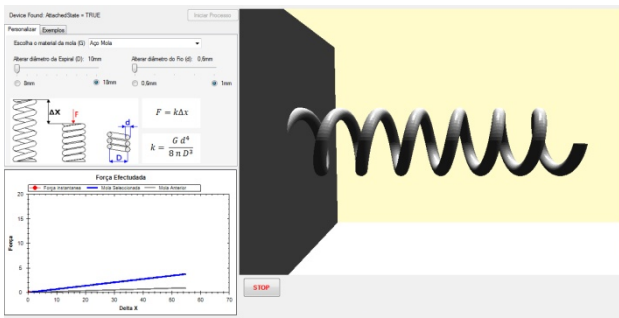 Device Found: AttachedState = TRUE
Iniciar Processo
Personalizar Exemplos
Escolha o material da mola (G) Aço Mola
Alterar diâmetro da Espiral (D): 10mm
Alterar diâmetro do Fio (d): 0,6mm
8mm
10mm
0,6mm
1mm
ΔX
F
d
D
F = kΔx
k = G d⁴ / 8 n D³
Força Efectudada
Força Instantanea Mola Seleccionada Mola Anterior
Força
20
15
10
5
0
0 10 20 30 40 50 60 70
Delta X
STOP